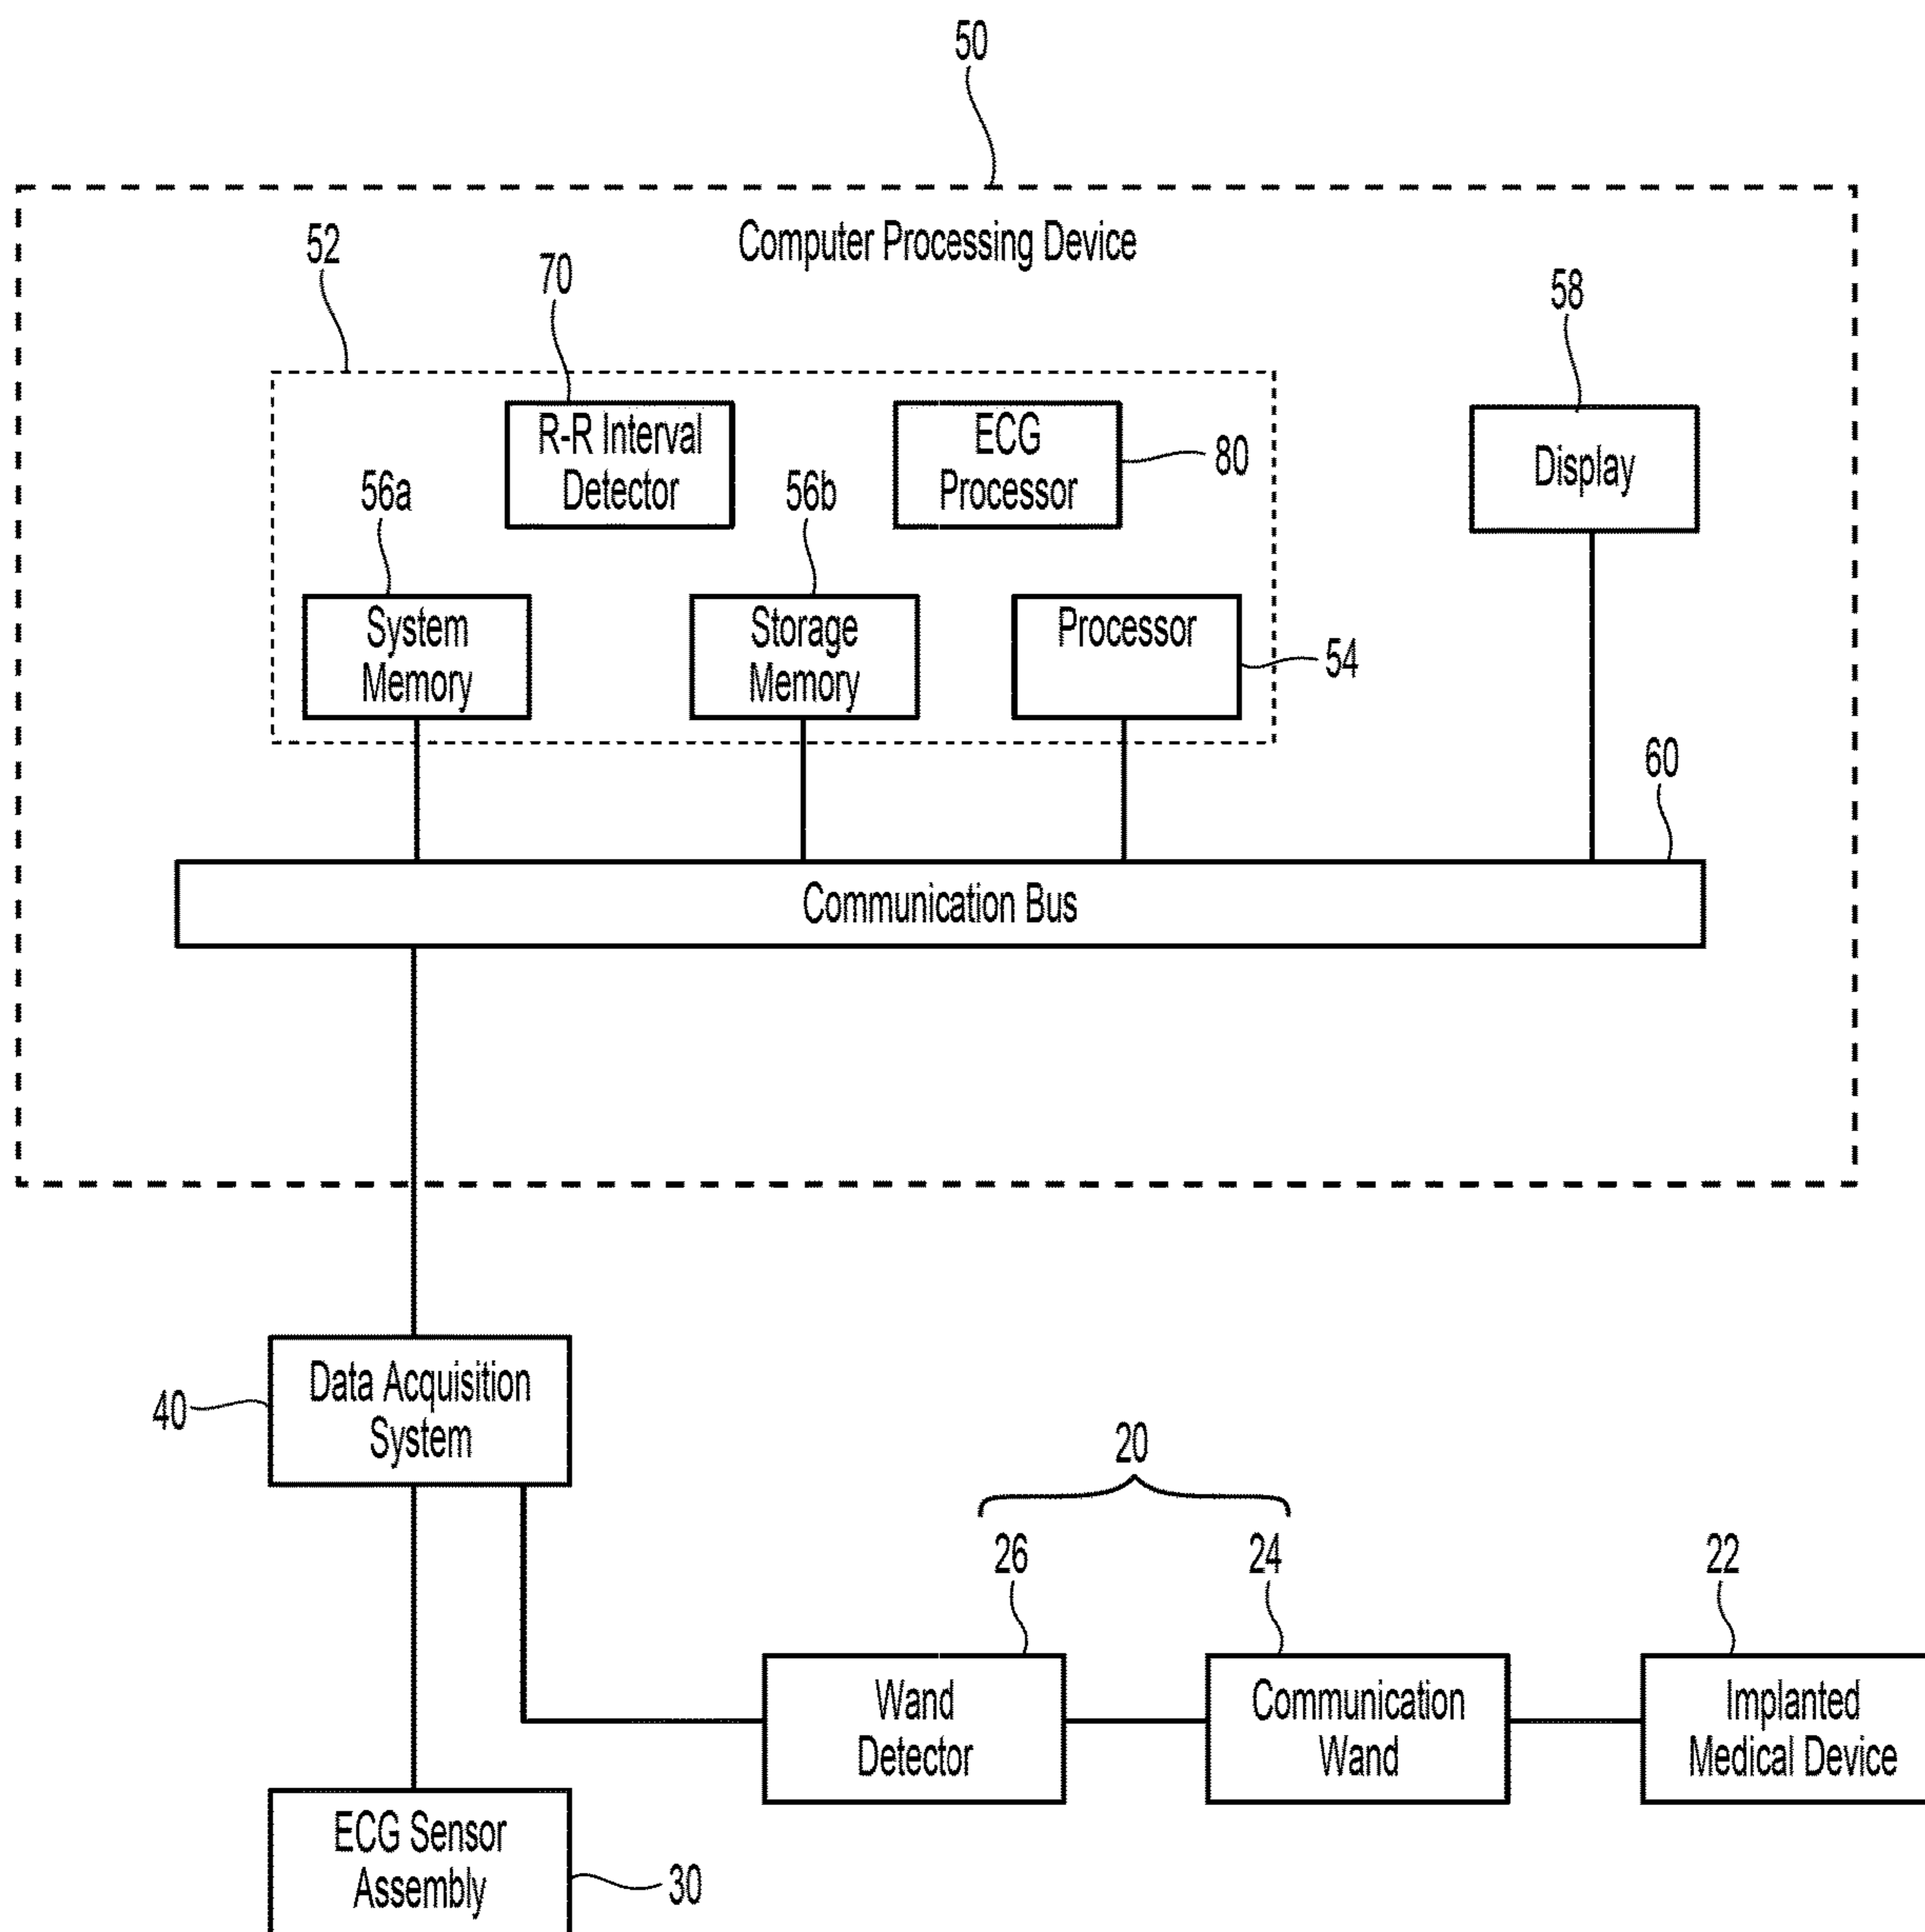 50
Computer Processing Device
52
70
58
R-R Interval
Detector
ECG
Processor
80
Display
56a
56b
System
Memory
Storage
Memory
Processor
54
60
Communication Bus
Data Acquisition
System
40
20
26
24
22
Wand
Detector
Communication
Wand
Implanted
Medical Device
ECG Sensor
Assembly
30